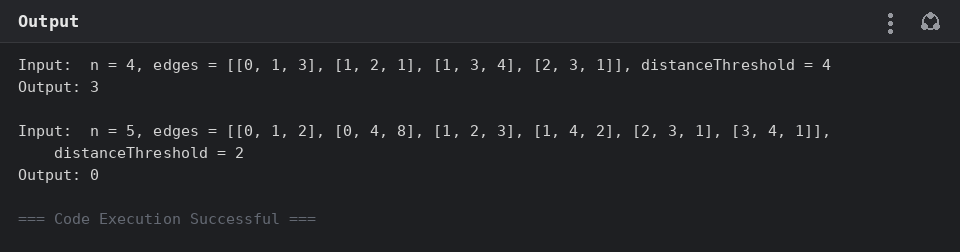 Output
Input:  n = 4, edges = [[0, 1, 3], [1, 2, 1], [1, 3, 4], [2, 3, 1]], distanceThreshold = 4
Output: 3
Input:  n = 5, edges = [[0, 1, 2], [0, 4, 8], [1, 2, 3], [1, 4, 2], [2, 3, 1], [3, 4, 1]],
    distanceThreshold = 2
Output: 0
=== Code Execution Successful ===